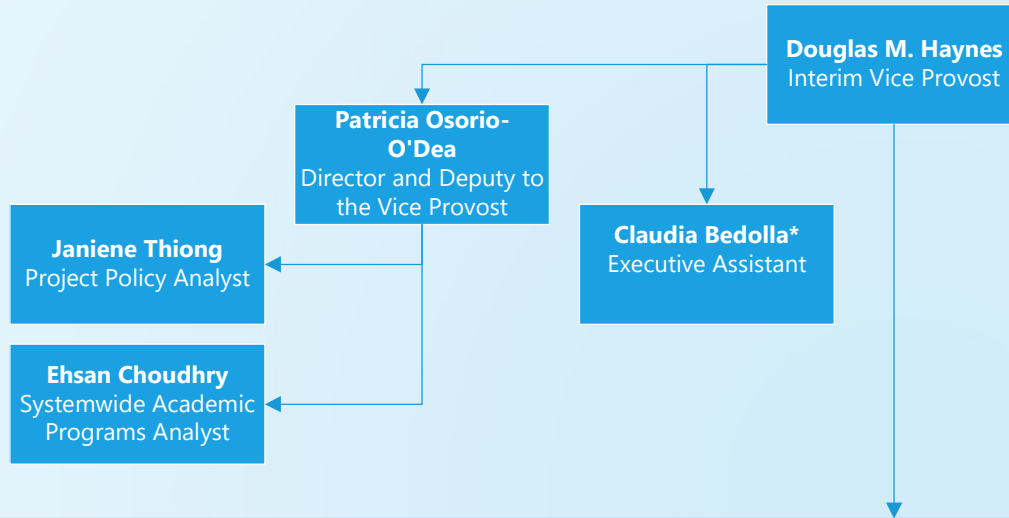 Douglas M. Haynes
Interim Vice Provost
Patricia Osorio-
O'Dea
Director and Deputy to
the Vice Provost
Claudia Bedolla*
Executive Assistant
Janiene Thiong
Project Policy Analyst
Ehsan Choudhry
Systemwide Academic
Programs Analyst